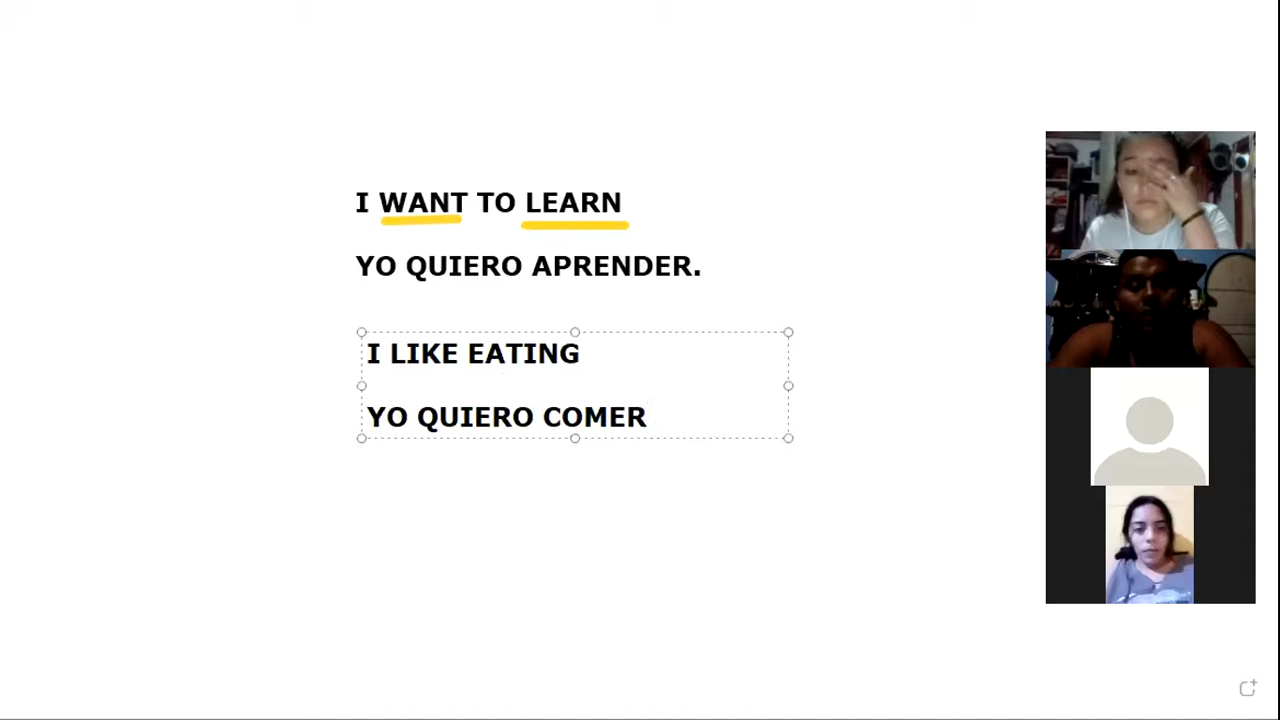 I WANT TO LEARN
YO QUIERO APRENDER.
I LIKE EATING
YO QUIERO COMER